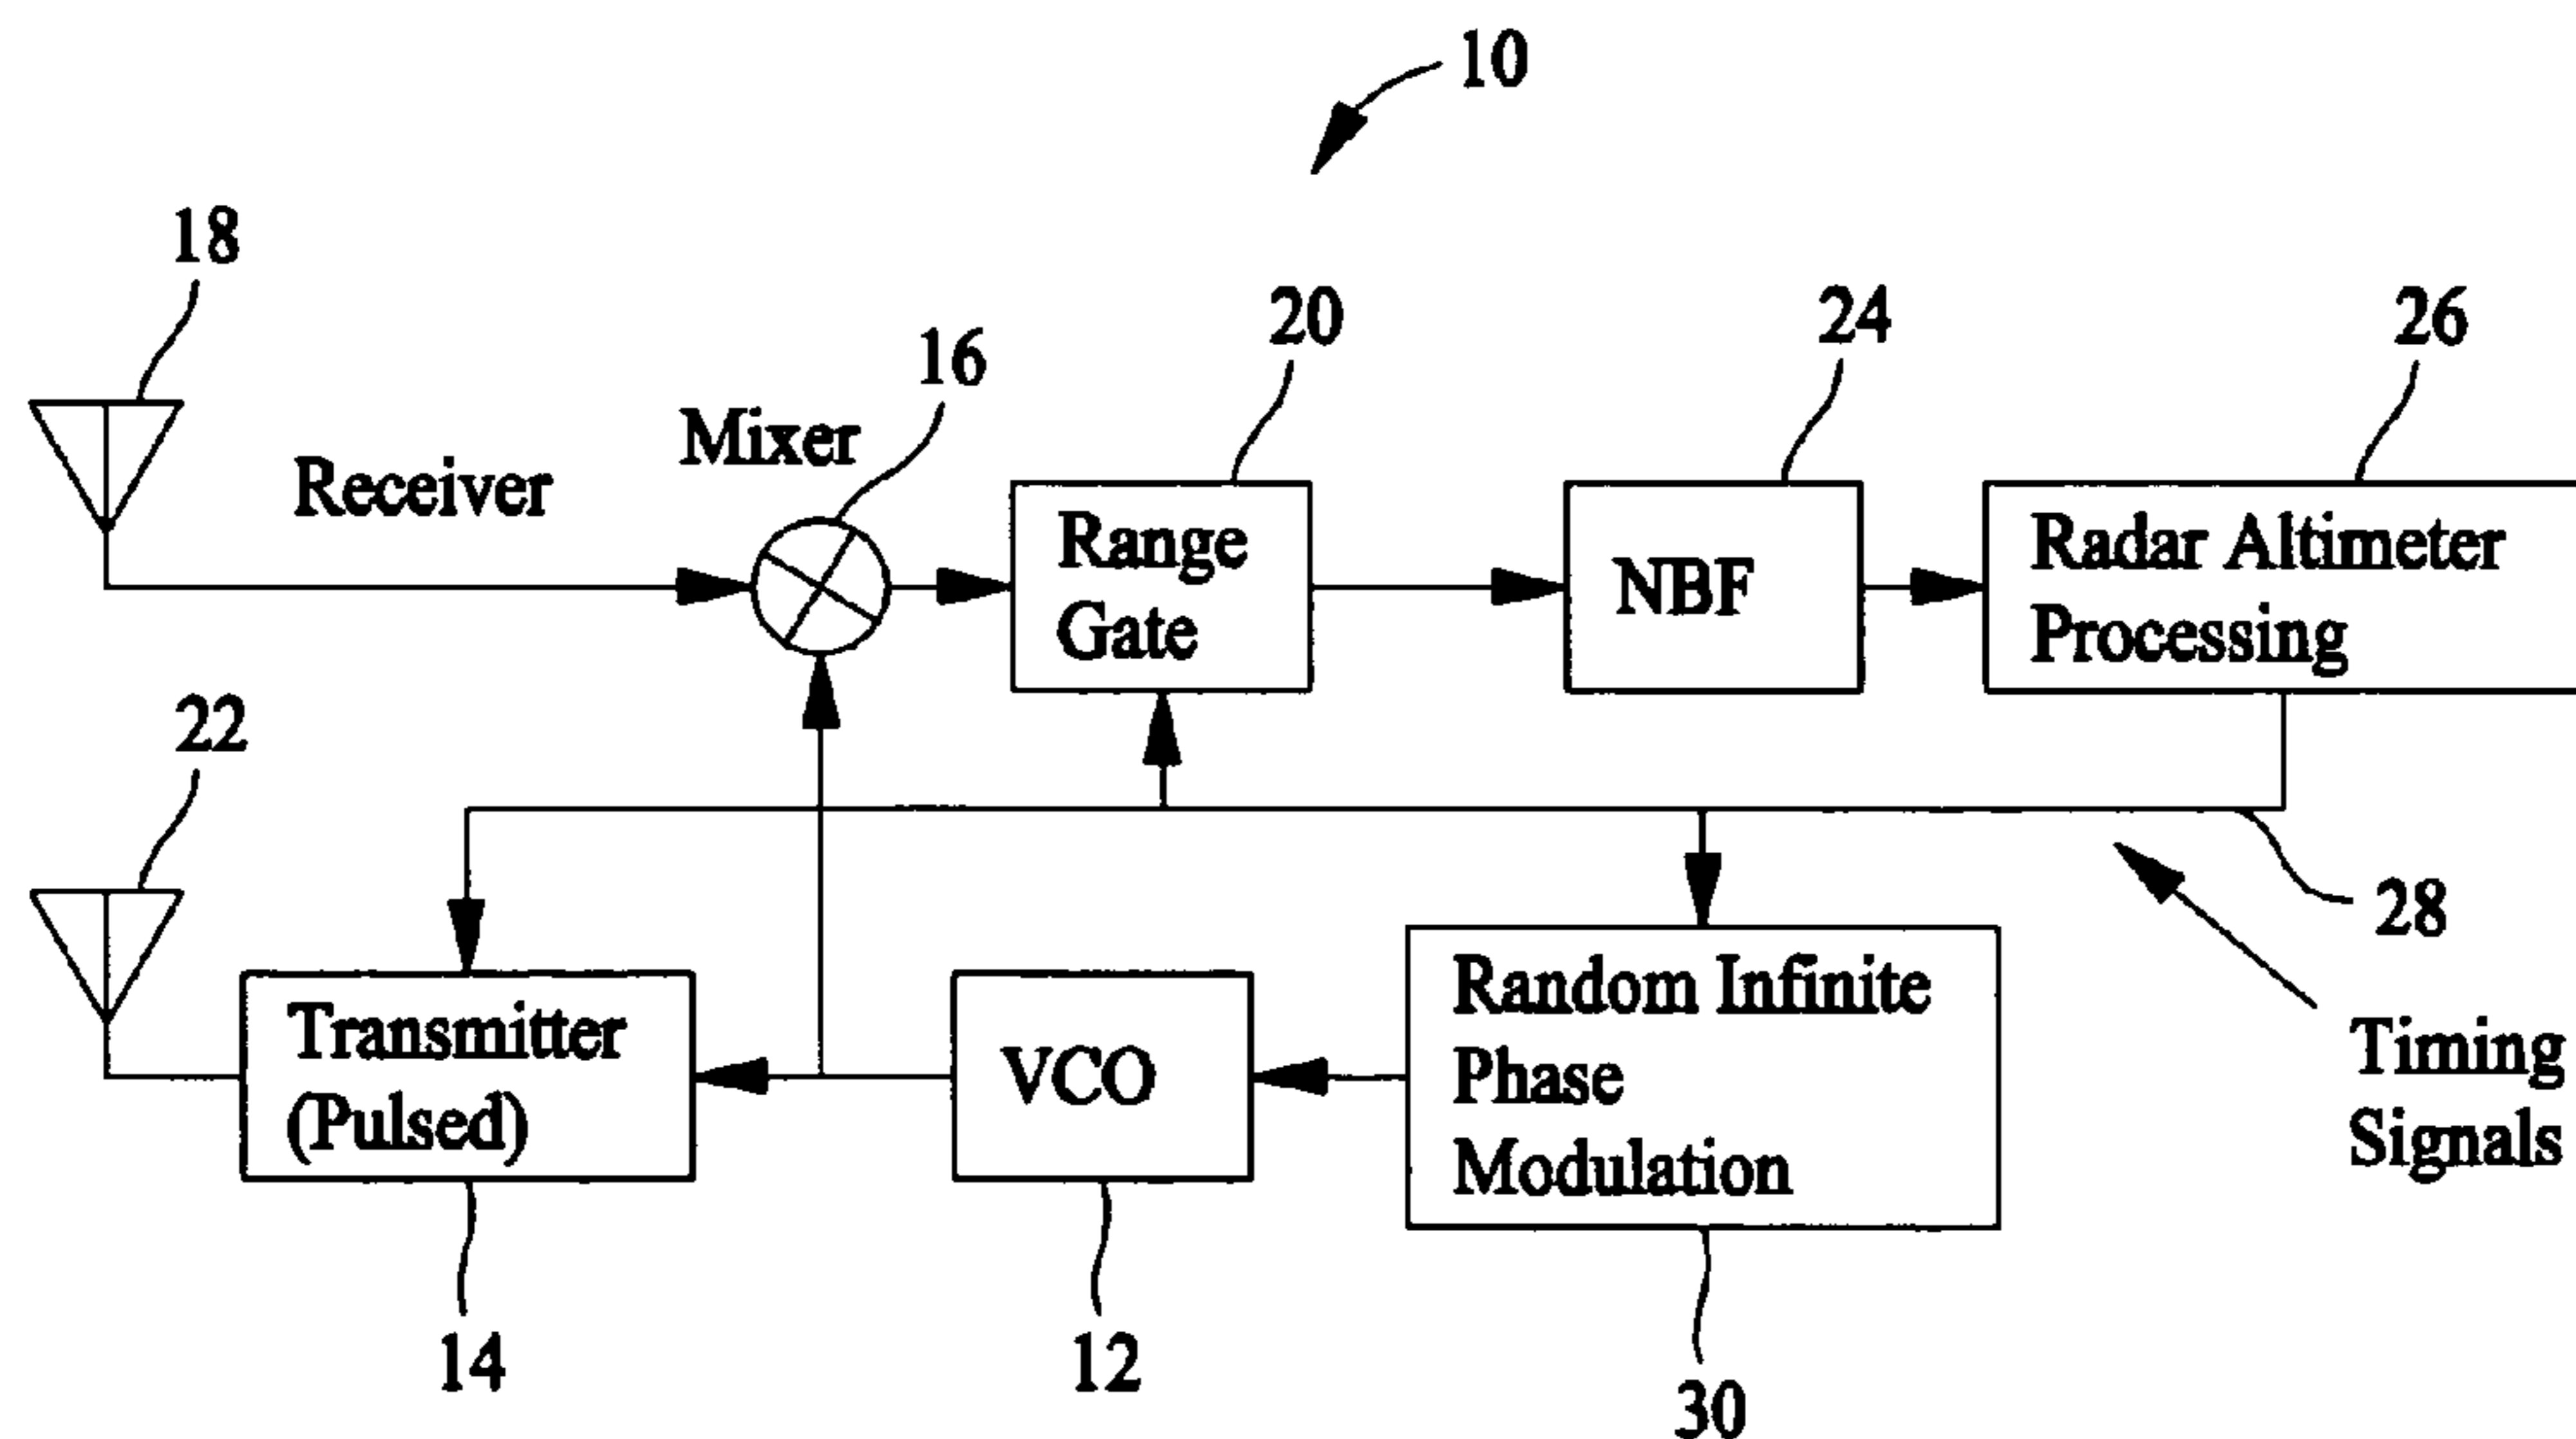 10
18
16
20
24
26
Mixer
Receiver
Range
Gate
NBF
Radar Altimeter
Processing
22
28
Transmitter
(Pulsed)
VCO
Random Infinite
Phase
Modulation
Timing
Signals
14
12
30